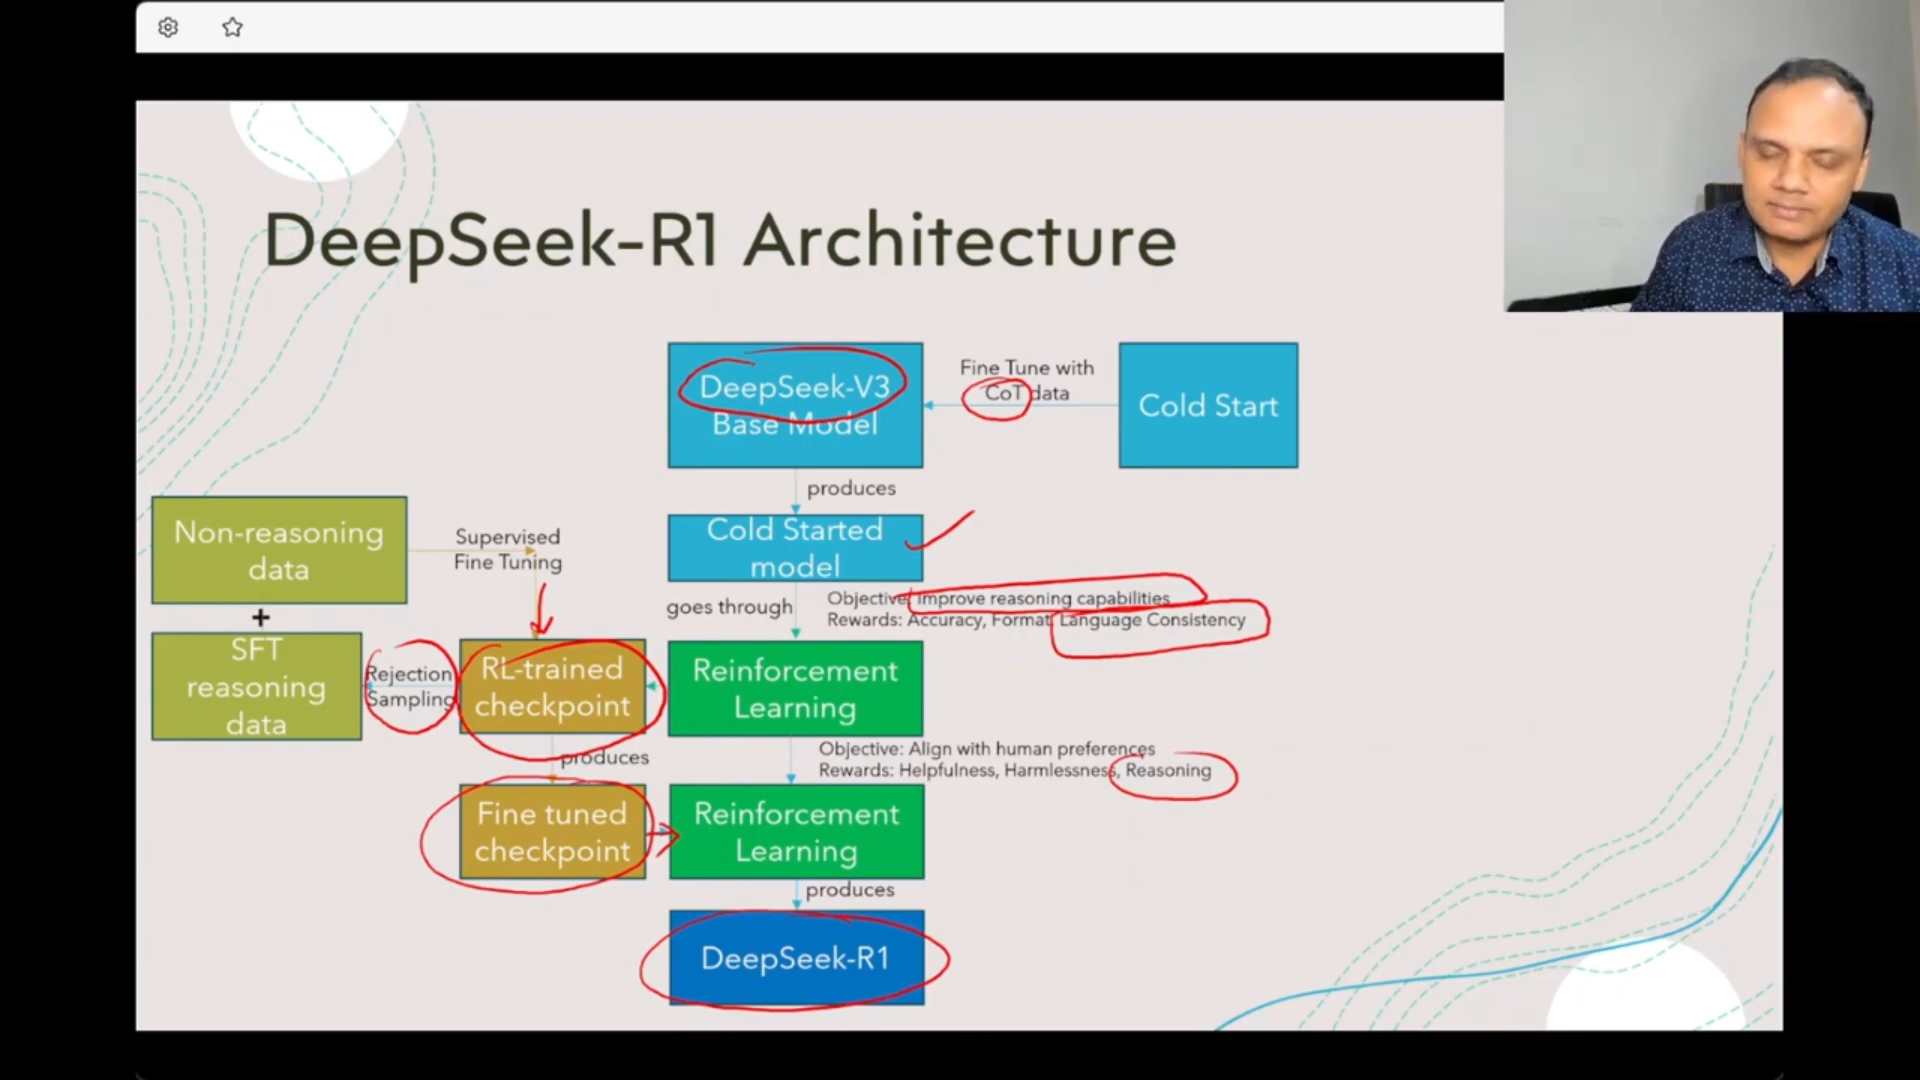 DeepSeek-R1 Architecture
DeepSeek-V3
Base Model
Fine Tune with
CoT data
Cold Start
produces
Cold Started
model
Non-reasoning
data
Supervised
Fine Tuning
goes through
Objective: Improve reasoning capabilities
Rewards: Accuracy, Format, Language Consistency
+
SFT
reasoning
data
Rejection
Sampling
RL-trained
checkpoint
Reinforcement
Learning
produces
Objective: Align with human preferences
Rewards: Helpfulness, Harmlessness, Reasoning
Fine tuned
checkpoint
Reinforcement
Learning
produces
DeepSeek-R1